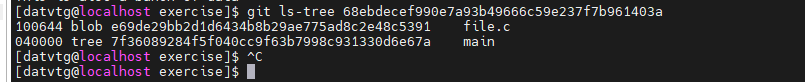 [datvtg@localhost exercise]$ git ls-tree 68ebdecef990e7a93b49666c59e237f7b961403a
100644 blob e69de29bb2d1d6434b8b29ae775ad8c2e48c5391 file.c
040000 tree 7f36089284f5f040cc9f63b7998c931330d6e67a main
[datvtg@localhost exercise]$ ^C
[datvtg@localhost exercise]$